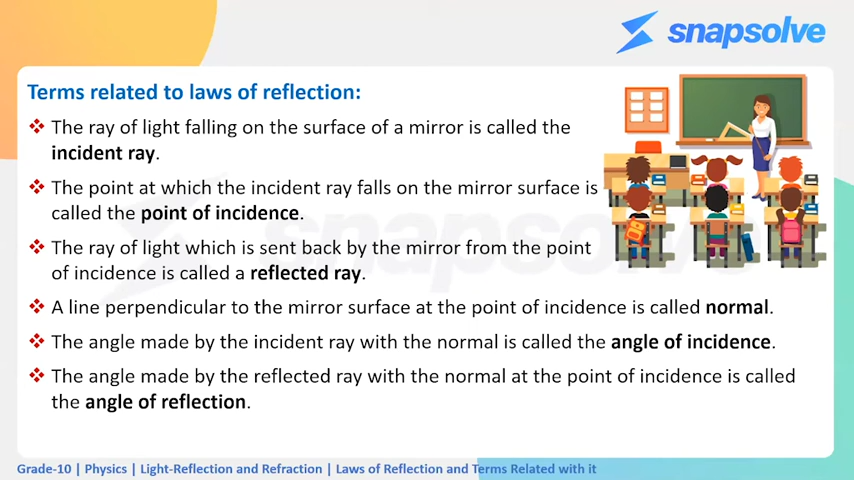 snapsolve
Terms related to laws of reflection:
❖ The ray of light falling on the surface of a mirror is called the
incident ray.
❖ The point at which the incident ray falls on the mirror surface is
called the point of incidence.
❖ The ray of light which is sent back by the mirror from the point
of incidence is called a reflected ray.
❖ A line perpendicular to the mirror surface at the point of incidence is called normal.
❖ The angle made by the incident ray with the normal is called the angle of incidence.
❖ The angle made by the reflected ray with the normal at the point of incidence is called
the angle of reflection.
snapsolve
Grade-10 | Physics | Light-Reflection and Refraction | Laws of Reflection and Terms Related with it